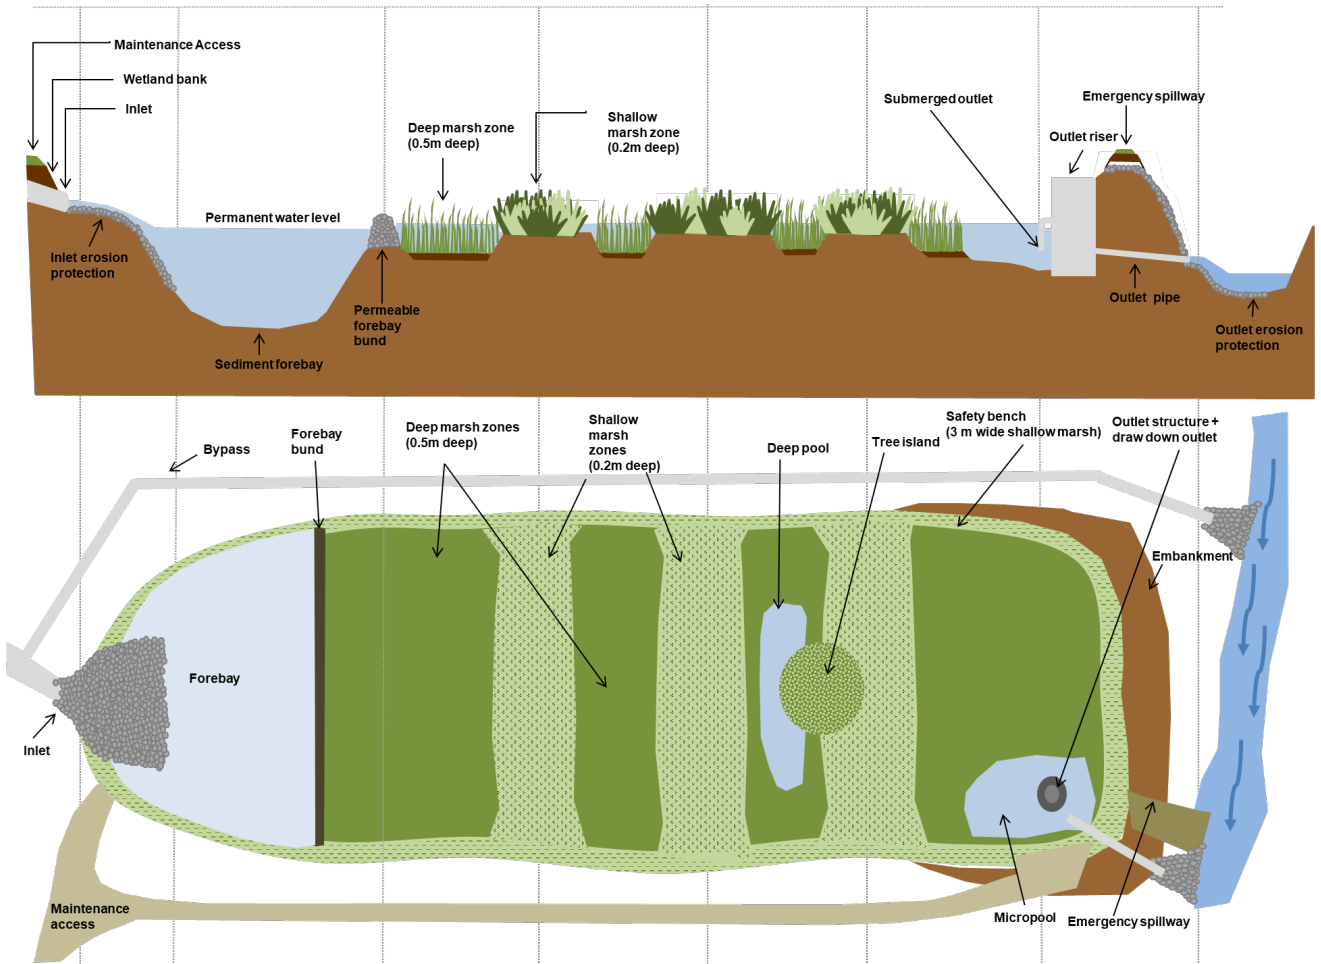 Maintenance Access
Wetland bank
Inlet
Deep marsh zone
(0.5m deep)
Shallow
marsh zone
(0.2m deep)
Submerged outlet
Emergency spillway
Outlet riser
Permanent water level
Inlet erosion
protection
Sediment forebay
Permeable
forebay
bund
Outlet pipe
Outlet erosion
protection
Bypass
Forebay
bund
Deep marsh zones
(0.5m deep)
Shallow
marsh
zones
(0.2m deep)
Deep pool
Tree island
Safety bench
(3 m wide shallow marsh)
Outlet structure +
draw down outlet
Embankment
Forebay
Inlet
Maintenance
access
Micropool
Emergency spillway